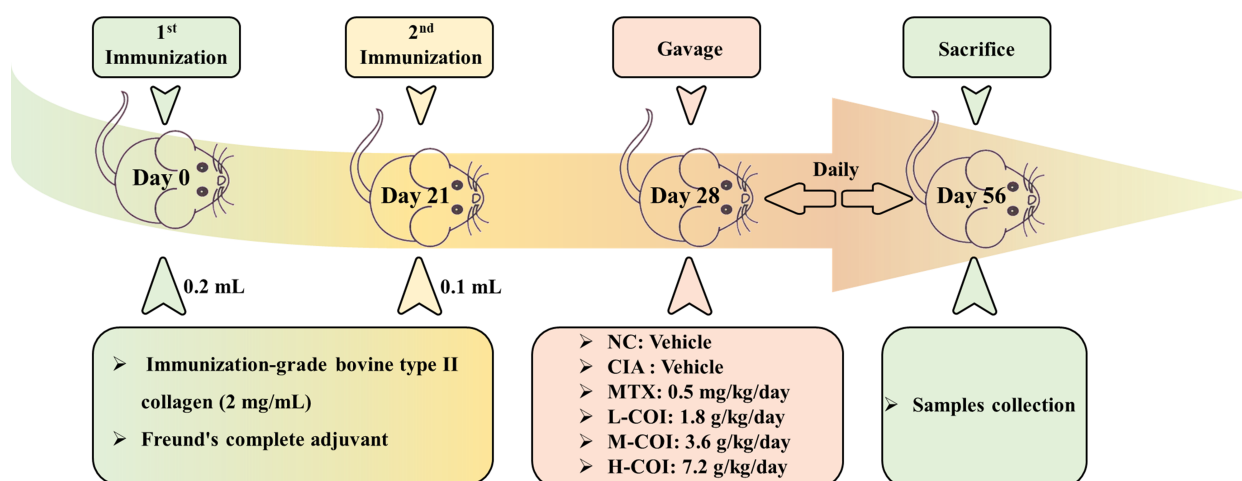 1st
Immunization
2nd
Immunization
Gavage
Sacrifice
Day 0
Day 21
Day 28
Daily
Day 56
0.2 mL
0.1 mL
➢ Immunization-grade bovine type II
collagen (2 mg/mL)
➢ Freund's complete adjuvant
➢ NC: Vehicle
➢ CIA : Vehicle
➢ MTX: 0.5 mg/kg/day
➢ L-COI: 1.8 g/kg/day
➢ M-COI: 3.6 g/kg/day
➢ H-COI: 7.2 g/kg/day
➢ Samples collection